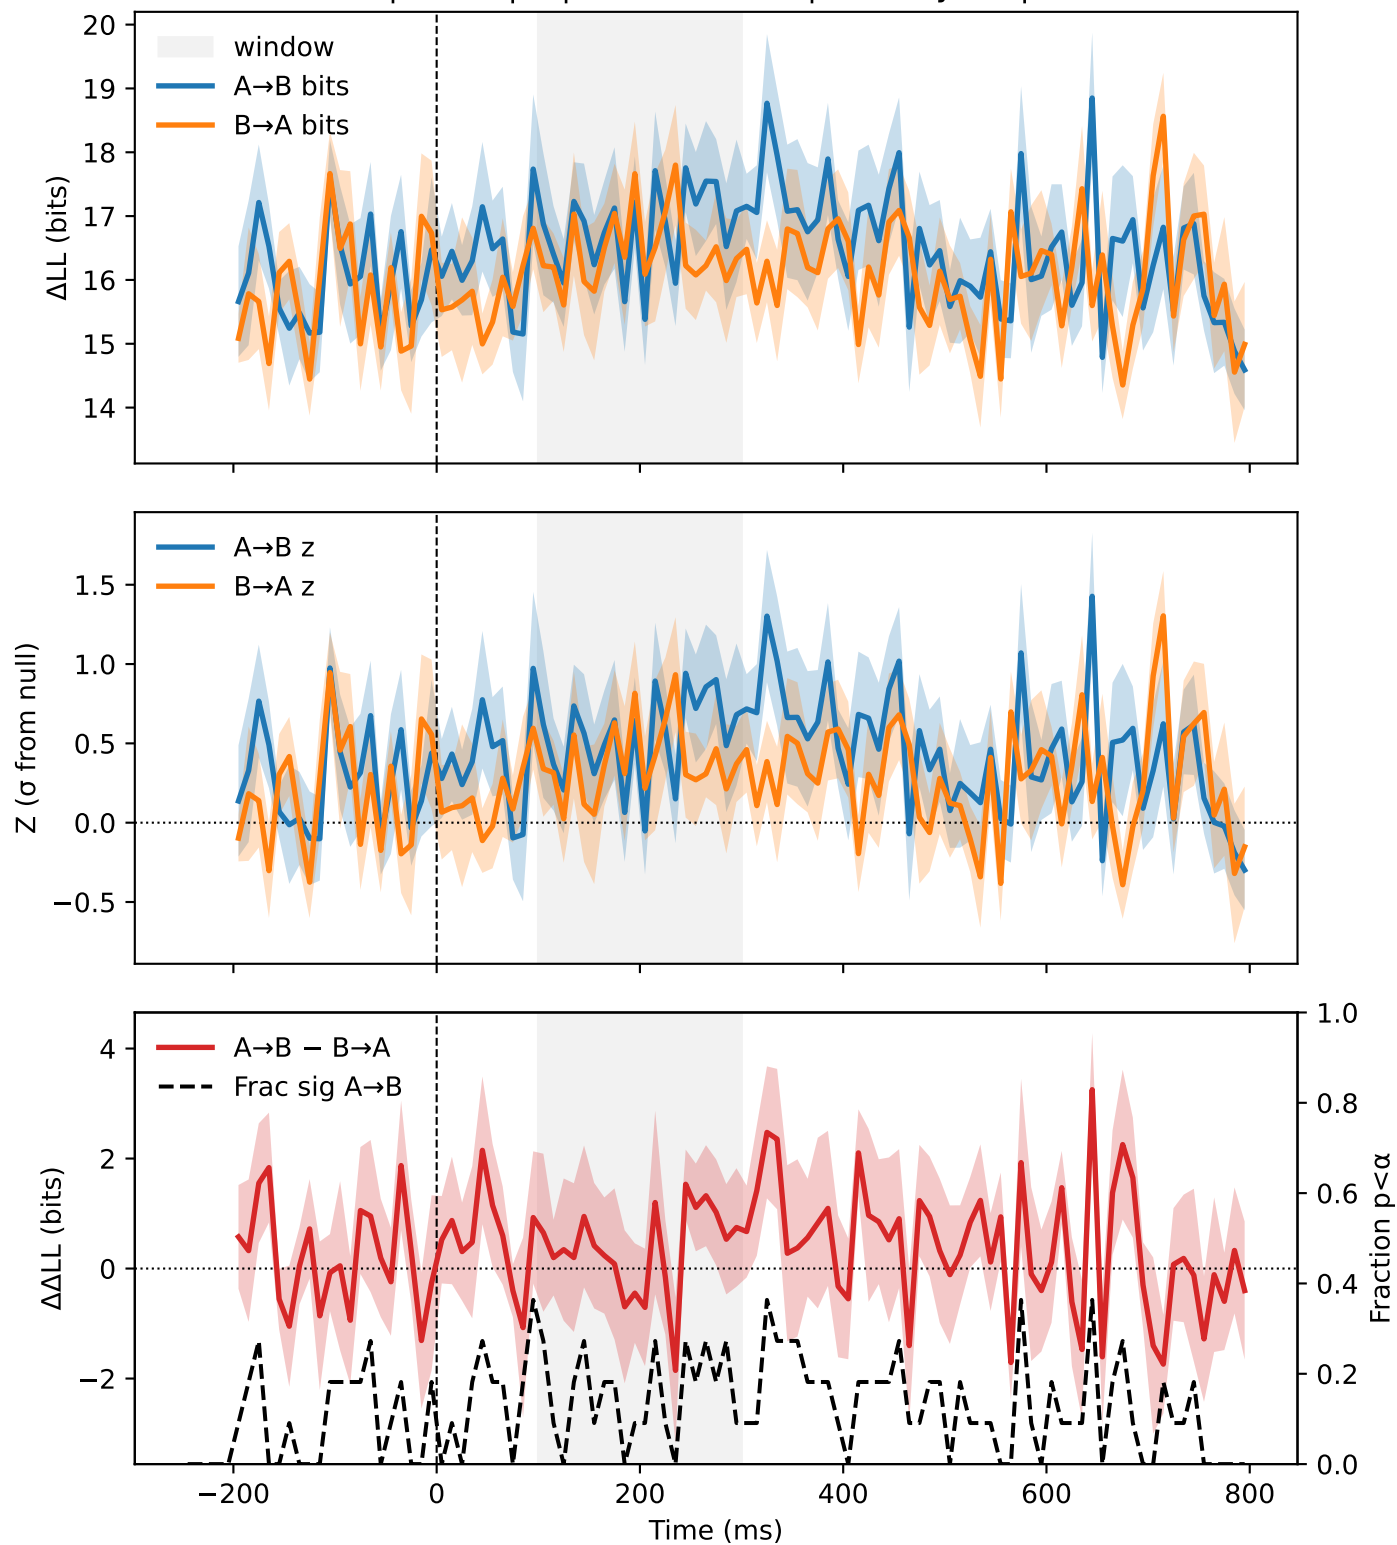 20
19
18
17
16
15
14
ΔLL (bits)
window
A→B bits
B→A bits
1.5
1.0
0.5
0.0
−0.5
Z (σ from null)
A→B z
B→A z
4
2
0
−2
ΔΔLL (bits)
A→B − B→A
Frac sig A→B
1.0
0.8
0.6
0.4
0.2
0.0
Fraction p<α
−200
0
200
400
600
800
Time (ms)